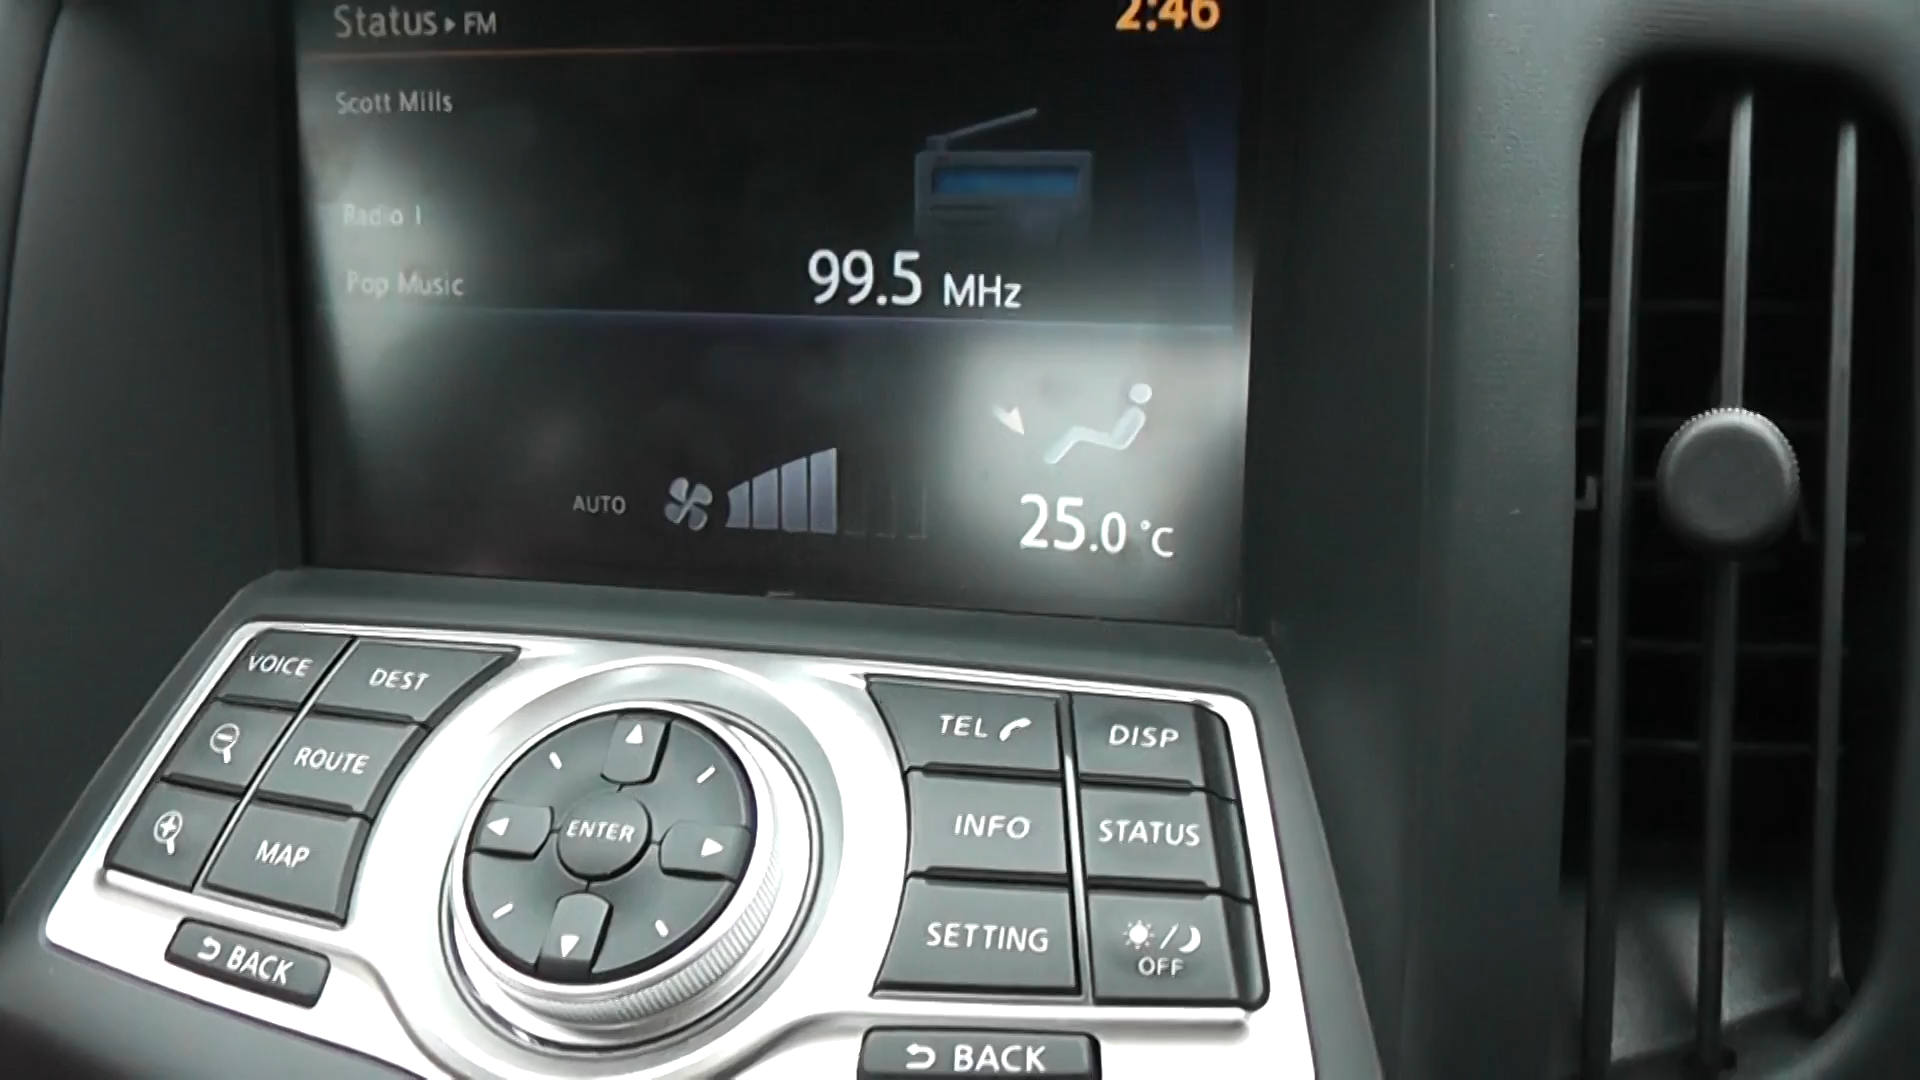 Status ▸ FM
2:46
Scott Mills
Radio 1
Pop Music
99.5 MHz
AUTO
25.0 °C
VOICE
DEST
ROUTE
MAP
BACK
ENTER
TEL
DISP
INFO
STATUS
SETTING
OFF
BACK